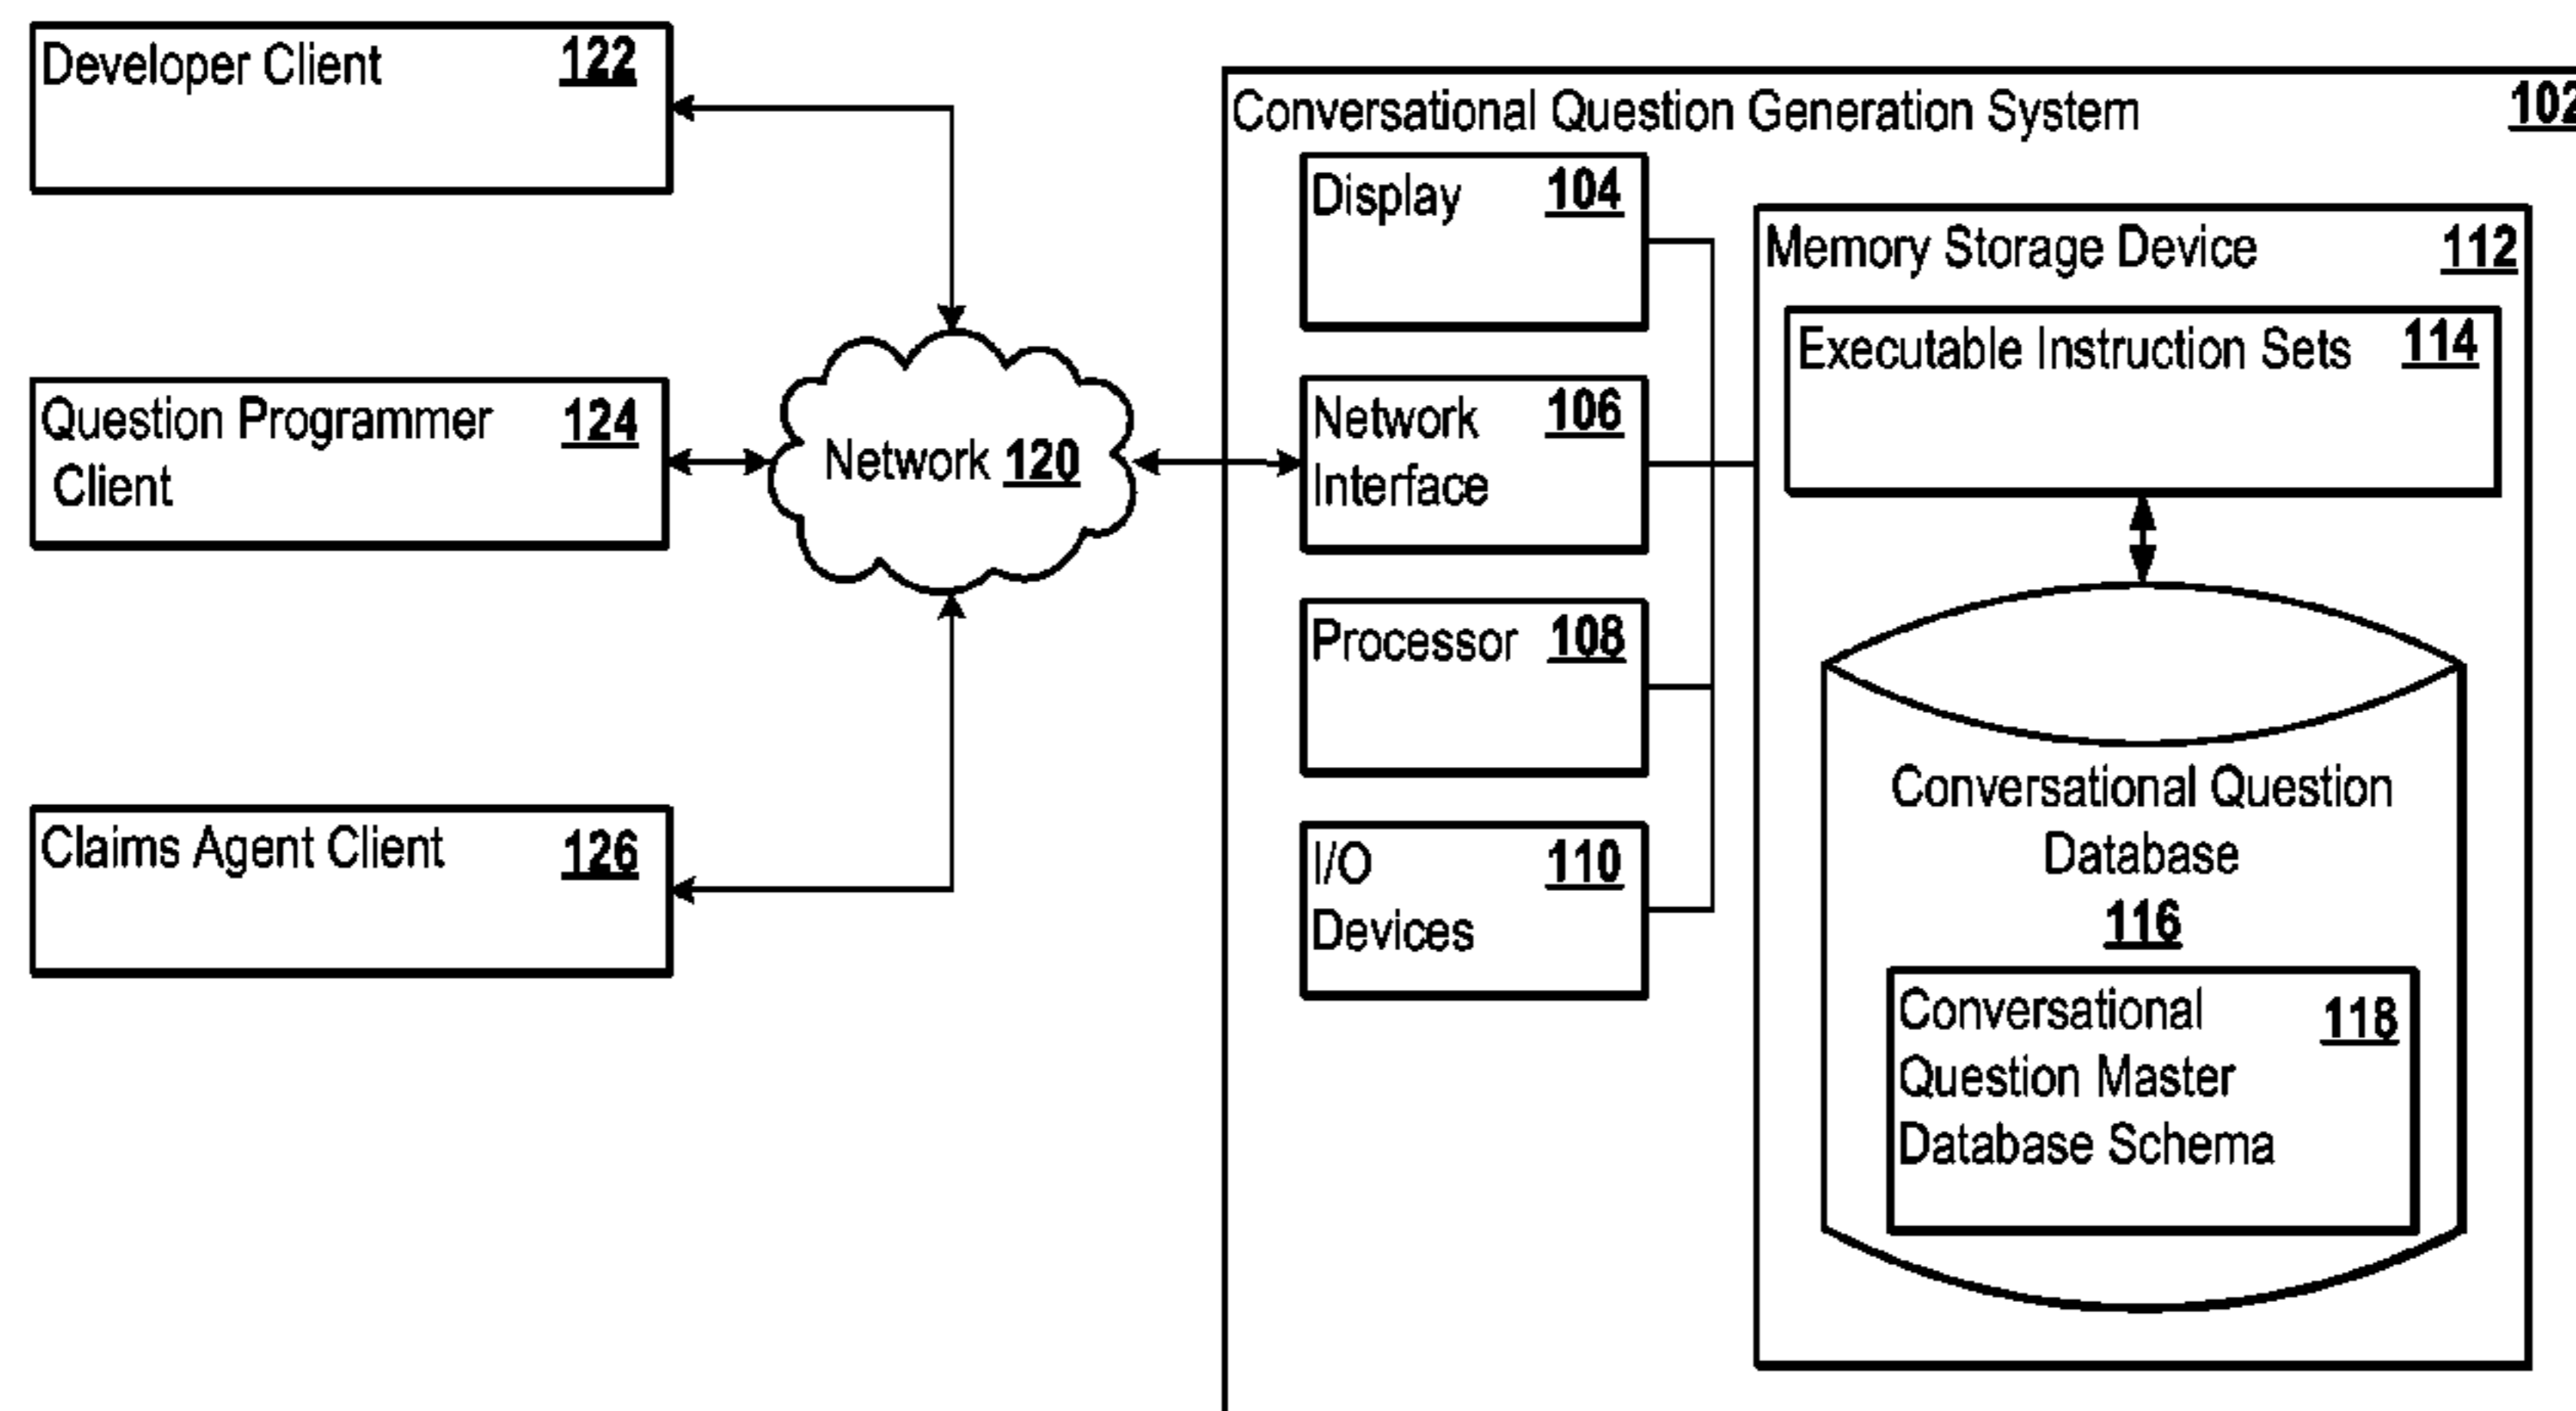 Developer Client 122
Question Programmer 124
Client
Claims Agent Client 126
Network 120
Conversational Question Generation System 102
Display 104
Network 106
Interface
Processor 108
I/O 110
Devices
Memory Storage Device 112
Executable Instruction Sets 114
Conversational Question
Database
116
Conversational 118
Question Master
Database Schema